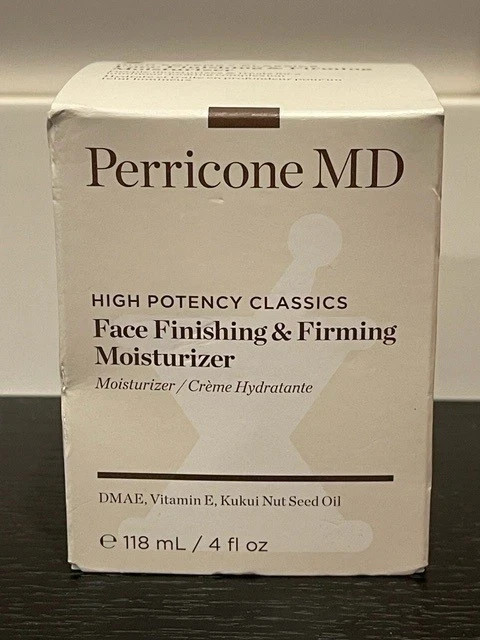 Perricone MD
HIGH POTENCY CLASSICS
Face Finishing & Firming
Moisturizer
Moisturizer / Crème Hydratante
DMAE, Vitamin E, Kukui Nut Seed Oil
℮ 118 mL / 4 fl oz